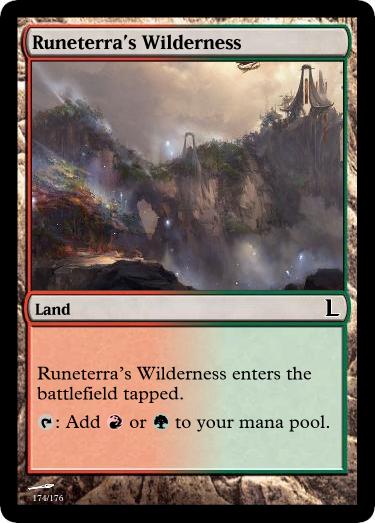 Runeterra's Wilderness
Land
L
Runeterra's Wilderness enters the
battlefield tapped.
: Add or to your mana pool.
174/176